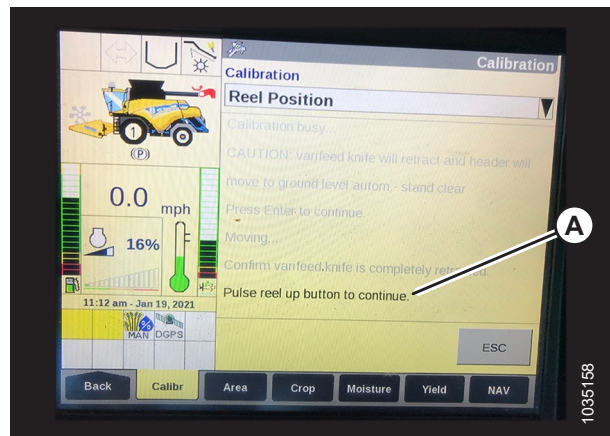 Calibration
Calibration
Reel Position
Calibration busy...
CAUTION: varifeed knife will retract and header will
move to ground level autom.- stand clear
Press Enter to continue.
Moving...
Confirm varifeed knife is completely retracted.
Pulse reel up button to continue.
A
1
(P)
0.0 mph
16%
11:12 am - Jan 19, 2021
MAN DGPS
ESC
Back Calibr Area Crop Moisture Yield NAV
1035158